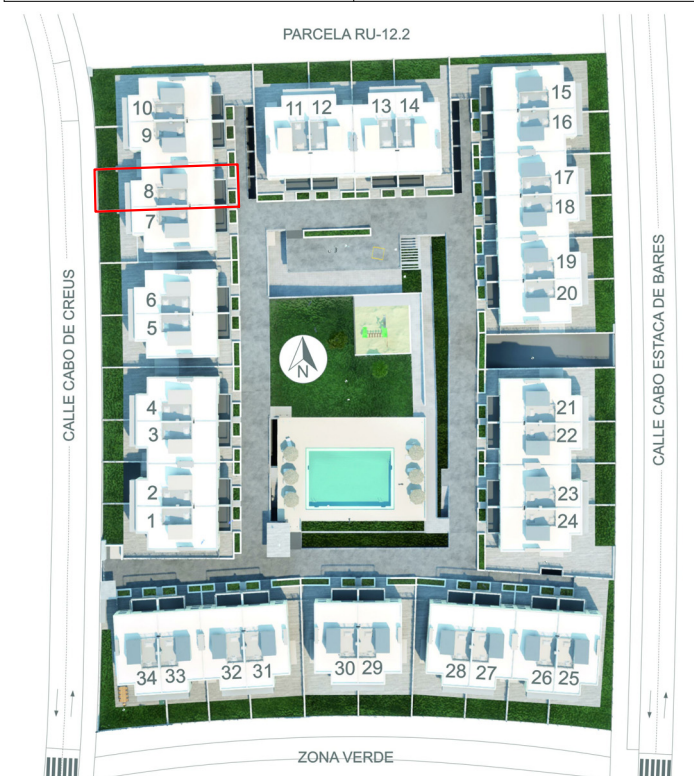 PARCELA RU-12.2
10
9
8
7
6
5
4
3
2
1
11 12 13 14
15
16
17
18
19
20
21
22
23
24
N
CALLE CABO DE CREUS
CALLE CABO ESTACA DE BARES
34 33 32 31 30 29 28 27 26 25
ZONA VERDE